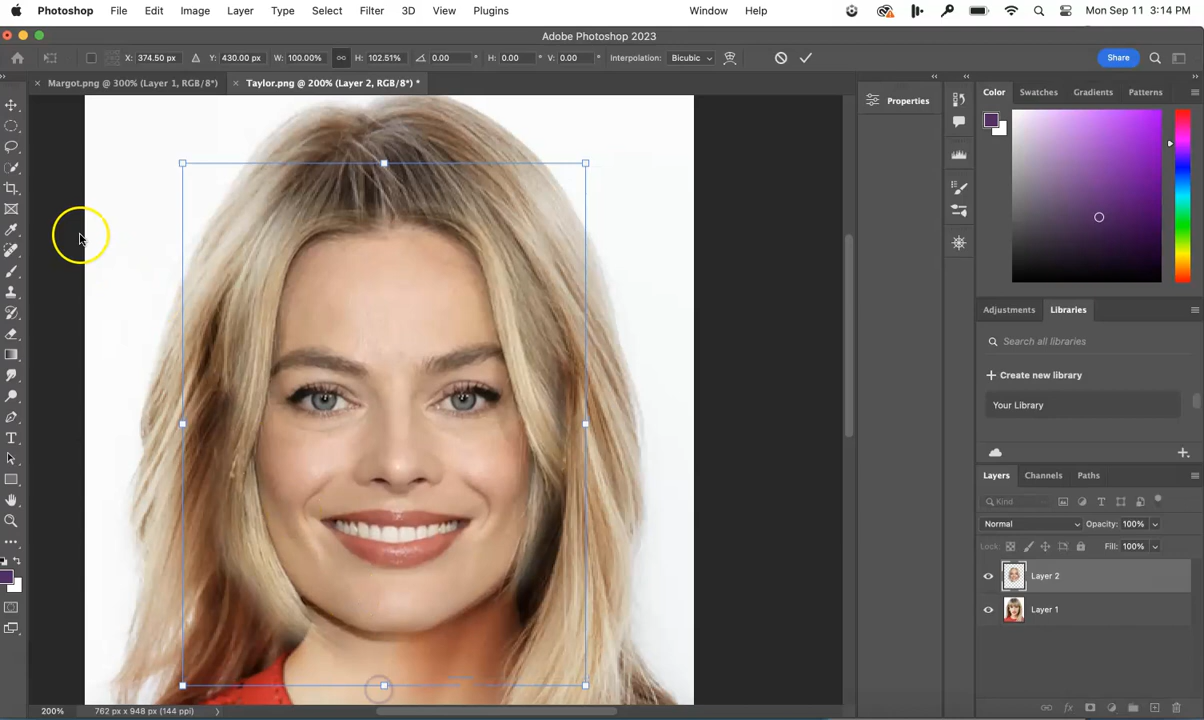 Photoshop File Edit Image Layer Type Select Filter 3D View Plugins Window Help Mon Sep 11 3:14 PM
Adobe Photoshop 2023
X: 374.50 px Y: 430.00 px W: 100.00% H: 102.51% 0.00 ° H: 0.00 ° V: 0.00 ° Interpolation: Bicubic Share
Margot.png @ 300% (Layer 1, RGB/8*) Taylor.png @ 200% (Layer 2, RGB/8*) *
Properties
Color Swatches Gradients Patterns
Adjustments Libraries
Search all libraries
Create new library
Your Library
Layers Channels Paths
Kind
Normal Opacity: 100%
Lock: Fill: 100%
Layer 2
Layer 1
fx
200% 762 px x 948 px (144 ppi)